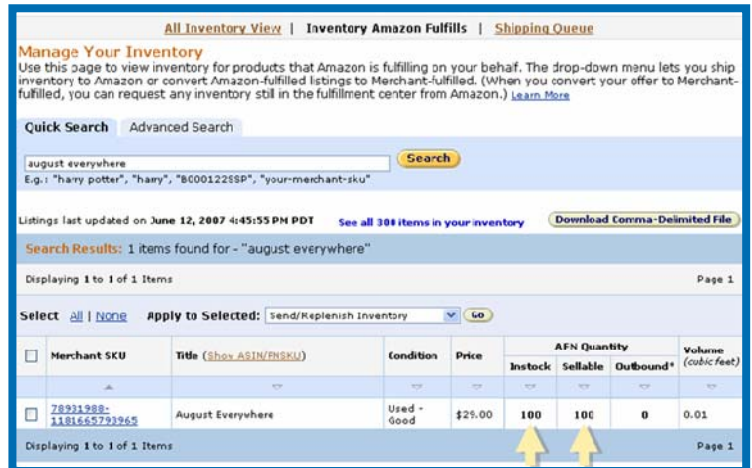 All Inventory View | Inventory Amazon Fulfills | Shipping Queue
Manage Your Inventory
Use this page to view inventory for products that Amazon is fulfilling on your behalf. The drop-down menu lets you ship
inventory to Amazon or convert Amazon-fulfilled listings to Merchant-fulfilled. (When you convert your offer to Merchant-
fulfilled, you can request any inventory still in the fulfillment center from Amazon.) Learn More
Quick Search Advanced Search
august everywhere Search
E.g.: "harry potter", "harry", "B00012255P", "your-merchant-sku"
Listings last updated on June 12, 2007 4:45:55 PM PDT See all items in your inventory Download Comma-Delimited File
Search Results: 1 items found for - "august everywhere"
Displaying 1 to 1 of 1 Items Page 1
Select All | None Apply to Selected: Send/Replenish Inventory GO
AFN Quantity
Merchant SKU Title (Show ASIN/FNSKU) Condition Price Instock Sellable Outbound* Volume
(cubic feet)
78931988- Used -
1181665793965 August Everywhere Good $29.00 100 100 0 0.01
Displaying 1 to 1 of 1 Items Page 1